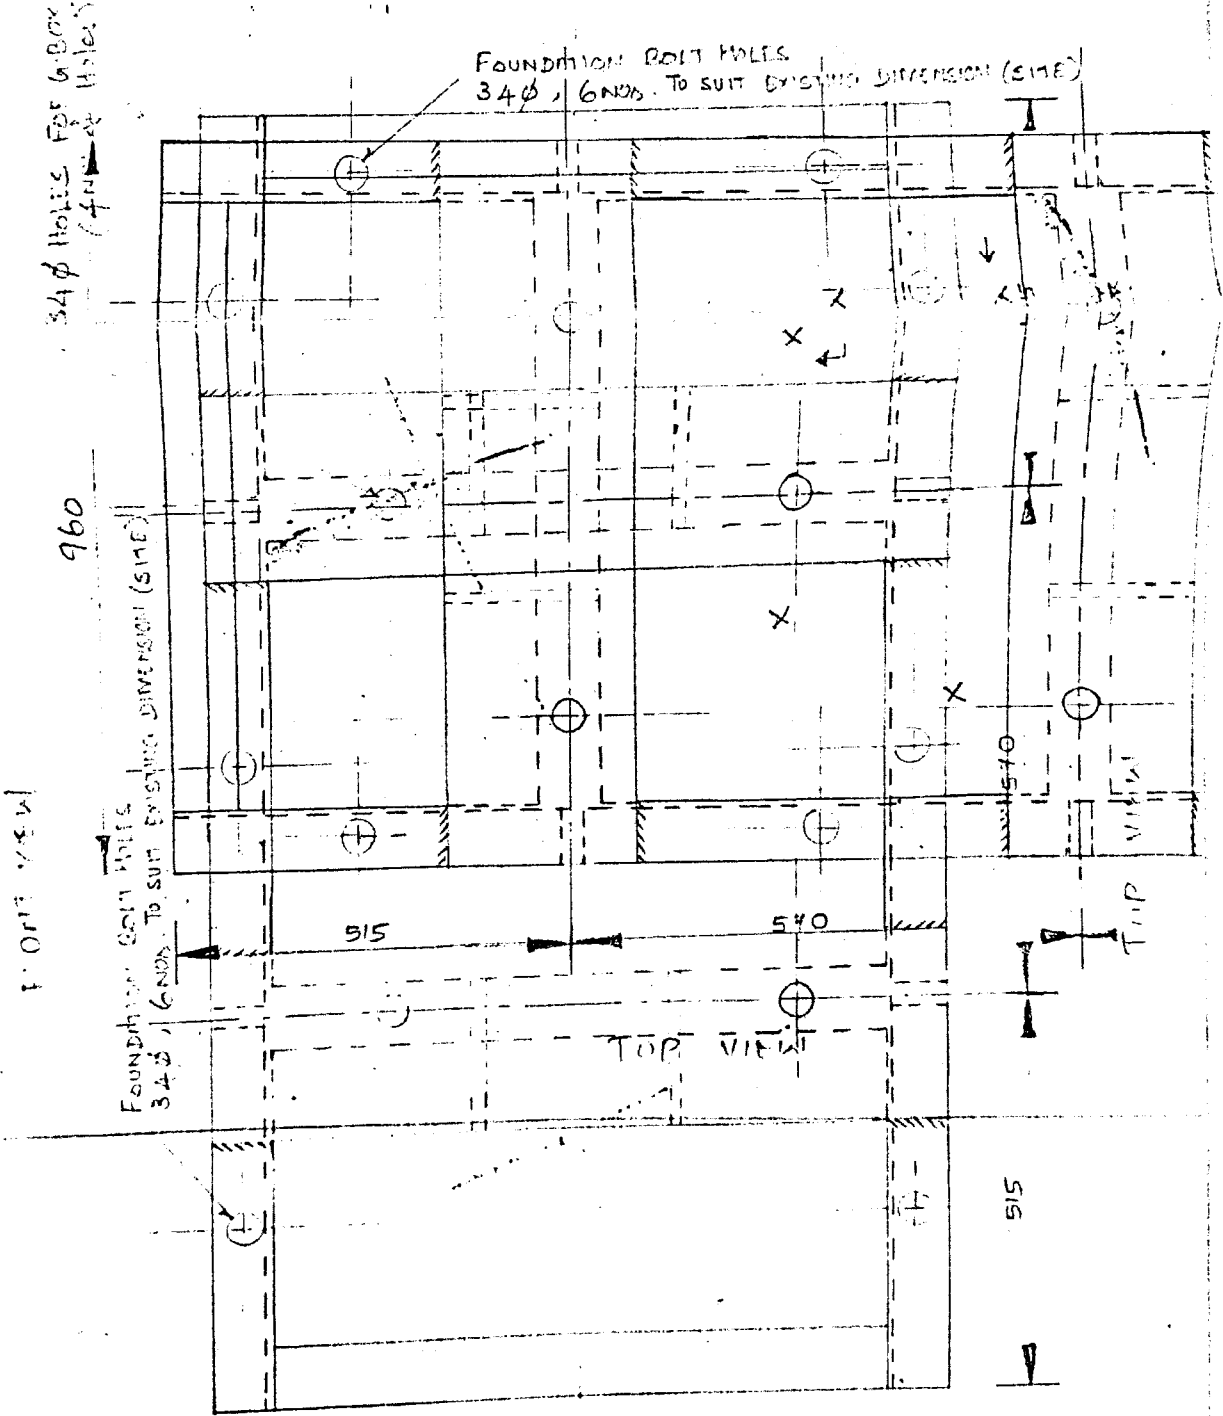 FOUNDATION BOLT HOLES
34Ø, 6NOS. TO SUIT EXISTING DIMENSION (SITE)
34Ø HOLES FOR G.BOX
Holes
960
FOUNDATION BOLT HOLES
34Ø, 6NOS. TO SUIT EXISTING DIMENSION (SITE)
X
X
X
X
X
570
515
570
TOP VIEW
TOP VIEW
515